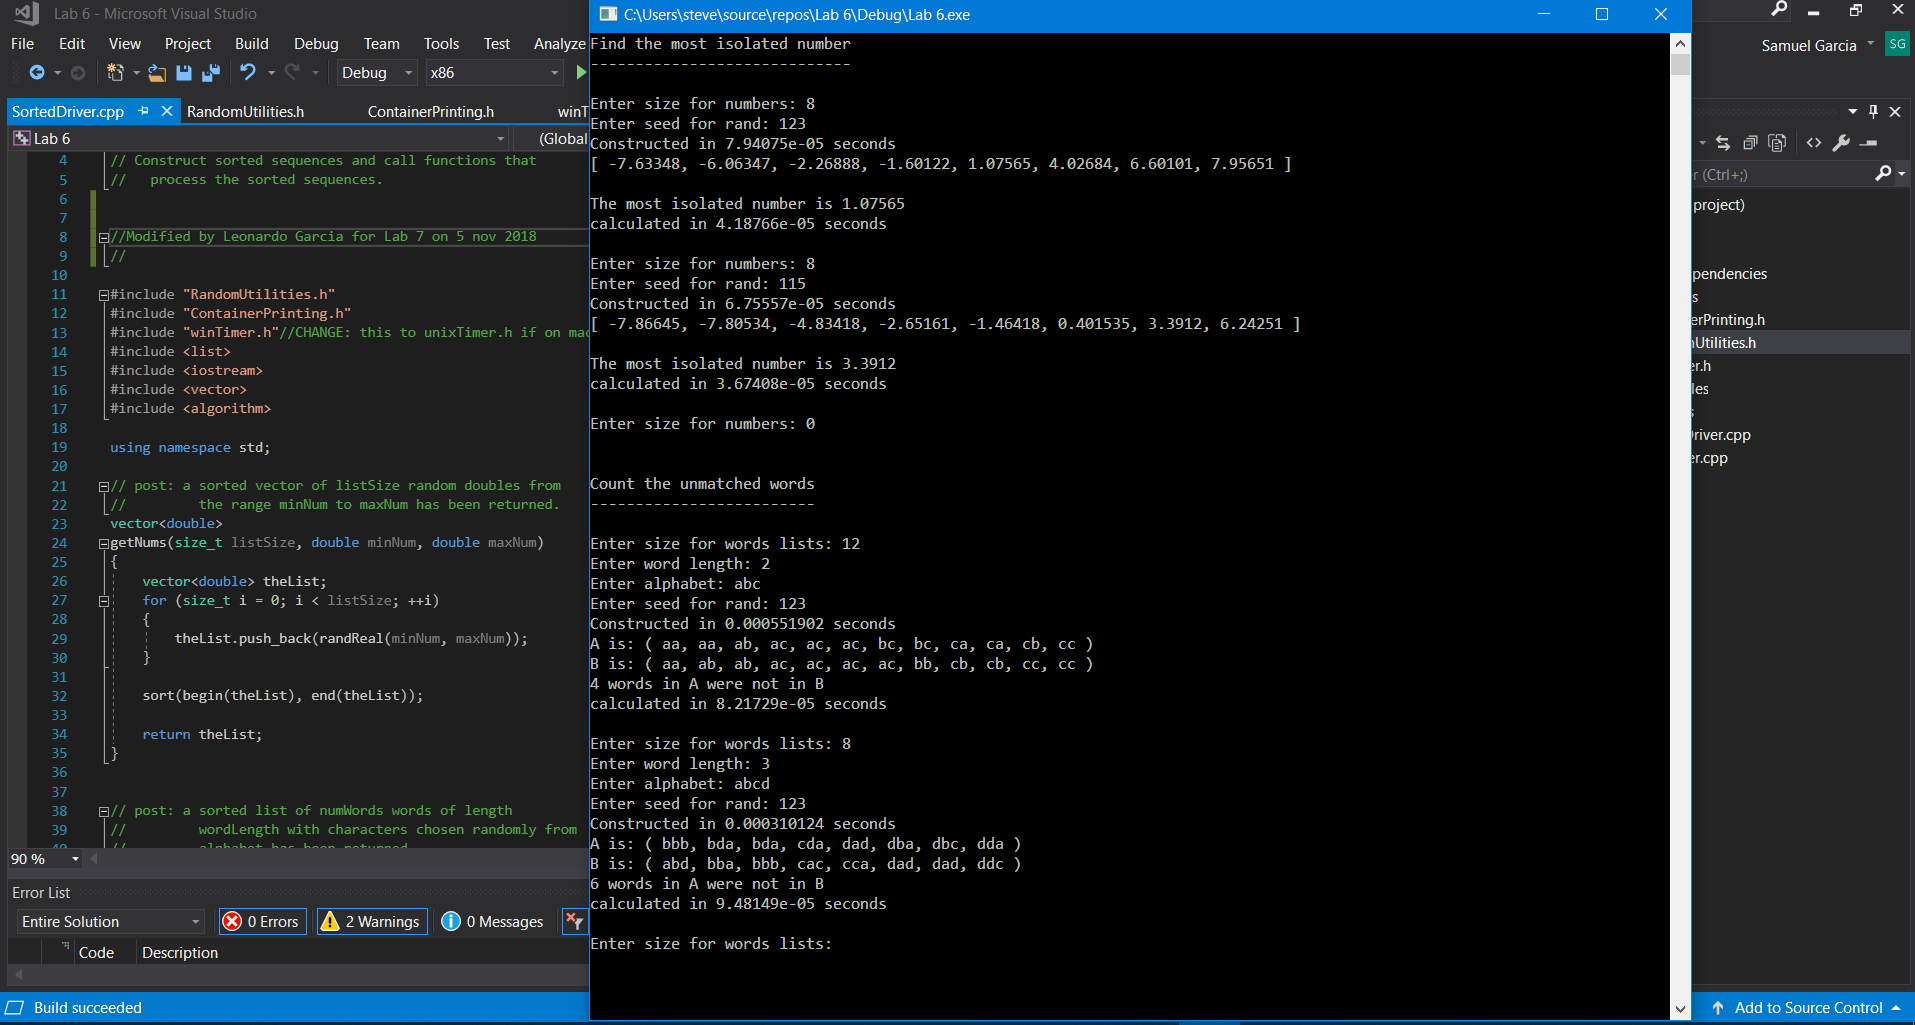 Lab 6 - Microsoft Visual Studio
File Edit View Project Build Debug Team Tools Test Analyze
Samuel Garcia SG
Debug x86
SortedDriver.cpp RandomUtilities.h ContainerPrinting.h winT
Lab 6 (Global
4 // Construct sorted sequences and call functions that
5 // process the sorted sequences.
6
7
8 //Modified by Leonardo Garcia for Lab 7 on 5 nov 2018
9 //
10
11 #include "RandomUtilities.h"
12 #include "ContainerPrinting.h"
13 #include "winTimer.h"//CHANGE: this to unixTimer.h if on mac
14 #include <list>
15 #include <iostream>
16 #include <vector>
17 #include <algorithm>
18
19 using namespace std;
20
21 // post: a sorted vector of listSize random doubles from
22 // the range minNum to maxNum has been returned.
23 vector<double>
24 getNums(size_t listSize, double minNum, double maxNum)
25 {
26 vector<double> theList;
27 for (size_t i = 0; i < listSize; ++i)
28 {
29 theList.push_back(randReal(minNum, maxNum));
30 }
31
32 sort(begin(theList), end(theList));
33
34 return theList;
35 }
36
37
38 // post: a sorted list of numWords words of length
39 // wordLength with characters chosen randomly from
40 // alphabet has been returned
90 %
Error List
Entire Solution 0 Errors 2 Warnings 0 Messages
Code Description
Build succeeded
C:\Users\steve\source\repos\Lab 6\Debug\Lab 6.exe
Find the most isolated number
-----------------------------
Enter size for numbers: 8
Enter seed for rand: 123
Constructed in 7.94075e-05 seconds
[ -7.63348, -6.06347, -2.26888, -1.60122, 1.07565, 4.02684, 6.60101, 7.95651 ]
The most isolated number is 1.07565
calculated in 4.18766e-05 seconds
Enter size for numbers: 8
Enter seed for rand: 115
Constructed in 6.75557e-05 seconds
[ -7.86645, -7.80534, -4.83418, -2.65161, -1.46418, 0.401535, 3.3912, 6.24251 ]
The most isolated number is 3.3912
calculated in 3.67408e-05 seconds
Enter size for numbers: 0
Count the unmatched words
-------------------------
Enter size for words lists: 12
Enter word length: 2
Enter alphabet: abc
Enter seed for rand: 123
Constructed in 0.000551902 seconds
A is: ( aa, aa, ab, ac, ac, ac, bc, bc, ca, ca, cb, cc )
B is: ( aa, ab, ab, ac, ac, ac, ac, bb, cb, cb, cc, cc )
4 words in A were not in B
calculated in 8.21729e-05 seconds
Enter size for words lists: 8
Enter word length: 3
Enter alphabet: abcd
Enter seed for rand: 123
Constructed in 0.000310124 seconds
A is: ( bbb, bda, bda, cda, dad, dba, dbc, dda )
B is: ( abd, bba, bbb, cac, cca, dad, dad, ddc )
6 words in A were not in B
calculated in 9.48149e-05 seconds
Enter size for words lists:
r (Ctrl+;)
project)
pendencies
s
erPrinting.h
Utilities.h
er.h
les
s
river.cpp
er.cpp
Add to Source Control